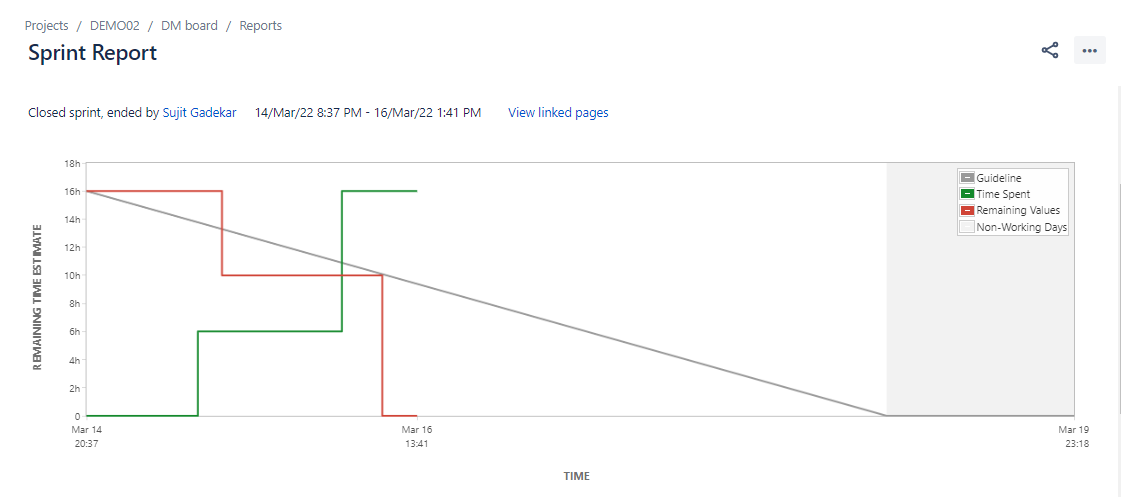 Projects / DEMO02 / DM board / Reports
Sprint Report
Closed sprint, ended by Sujit Gadekar 14/Mar/22 8:37 PM - 16/Mar/22 1:41 PM View linked pages
REMAINING TIME ESTIMATE
18h
16h
14h
12h
10h
8h
6h
4h
2h
0
Guideline
Time Spent
Remaining Values
Non-Working Days
Mar 14
20:37
Mar 16
13:41
Mar 19
23:18
TIME